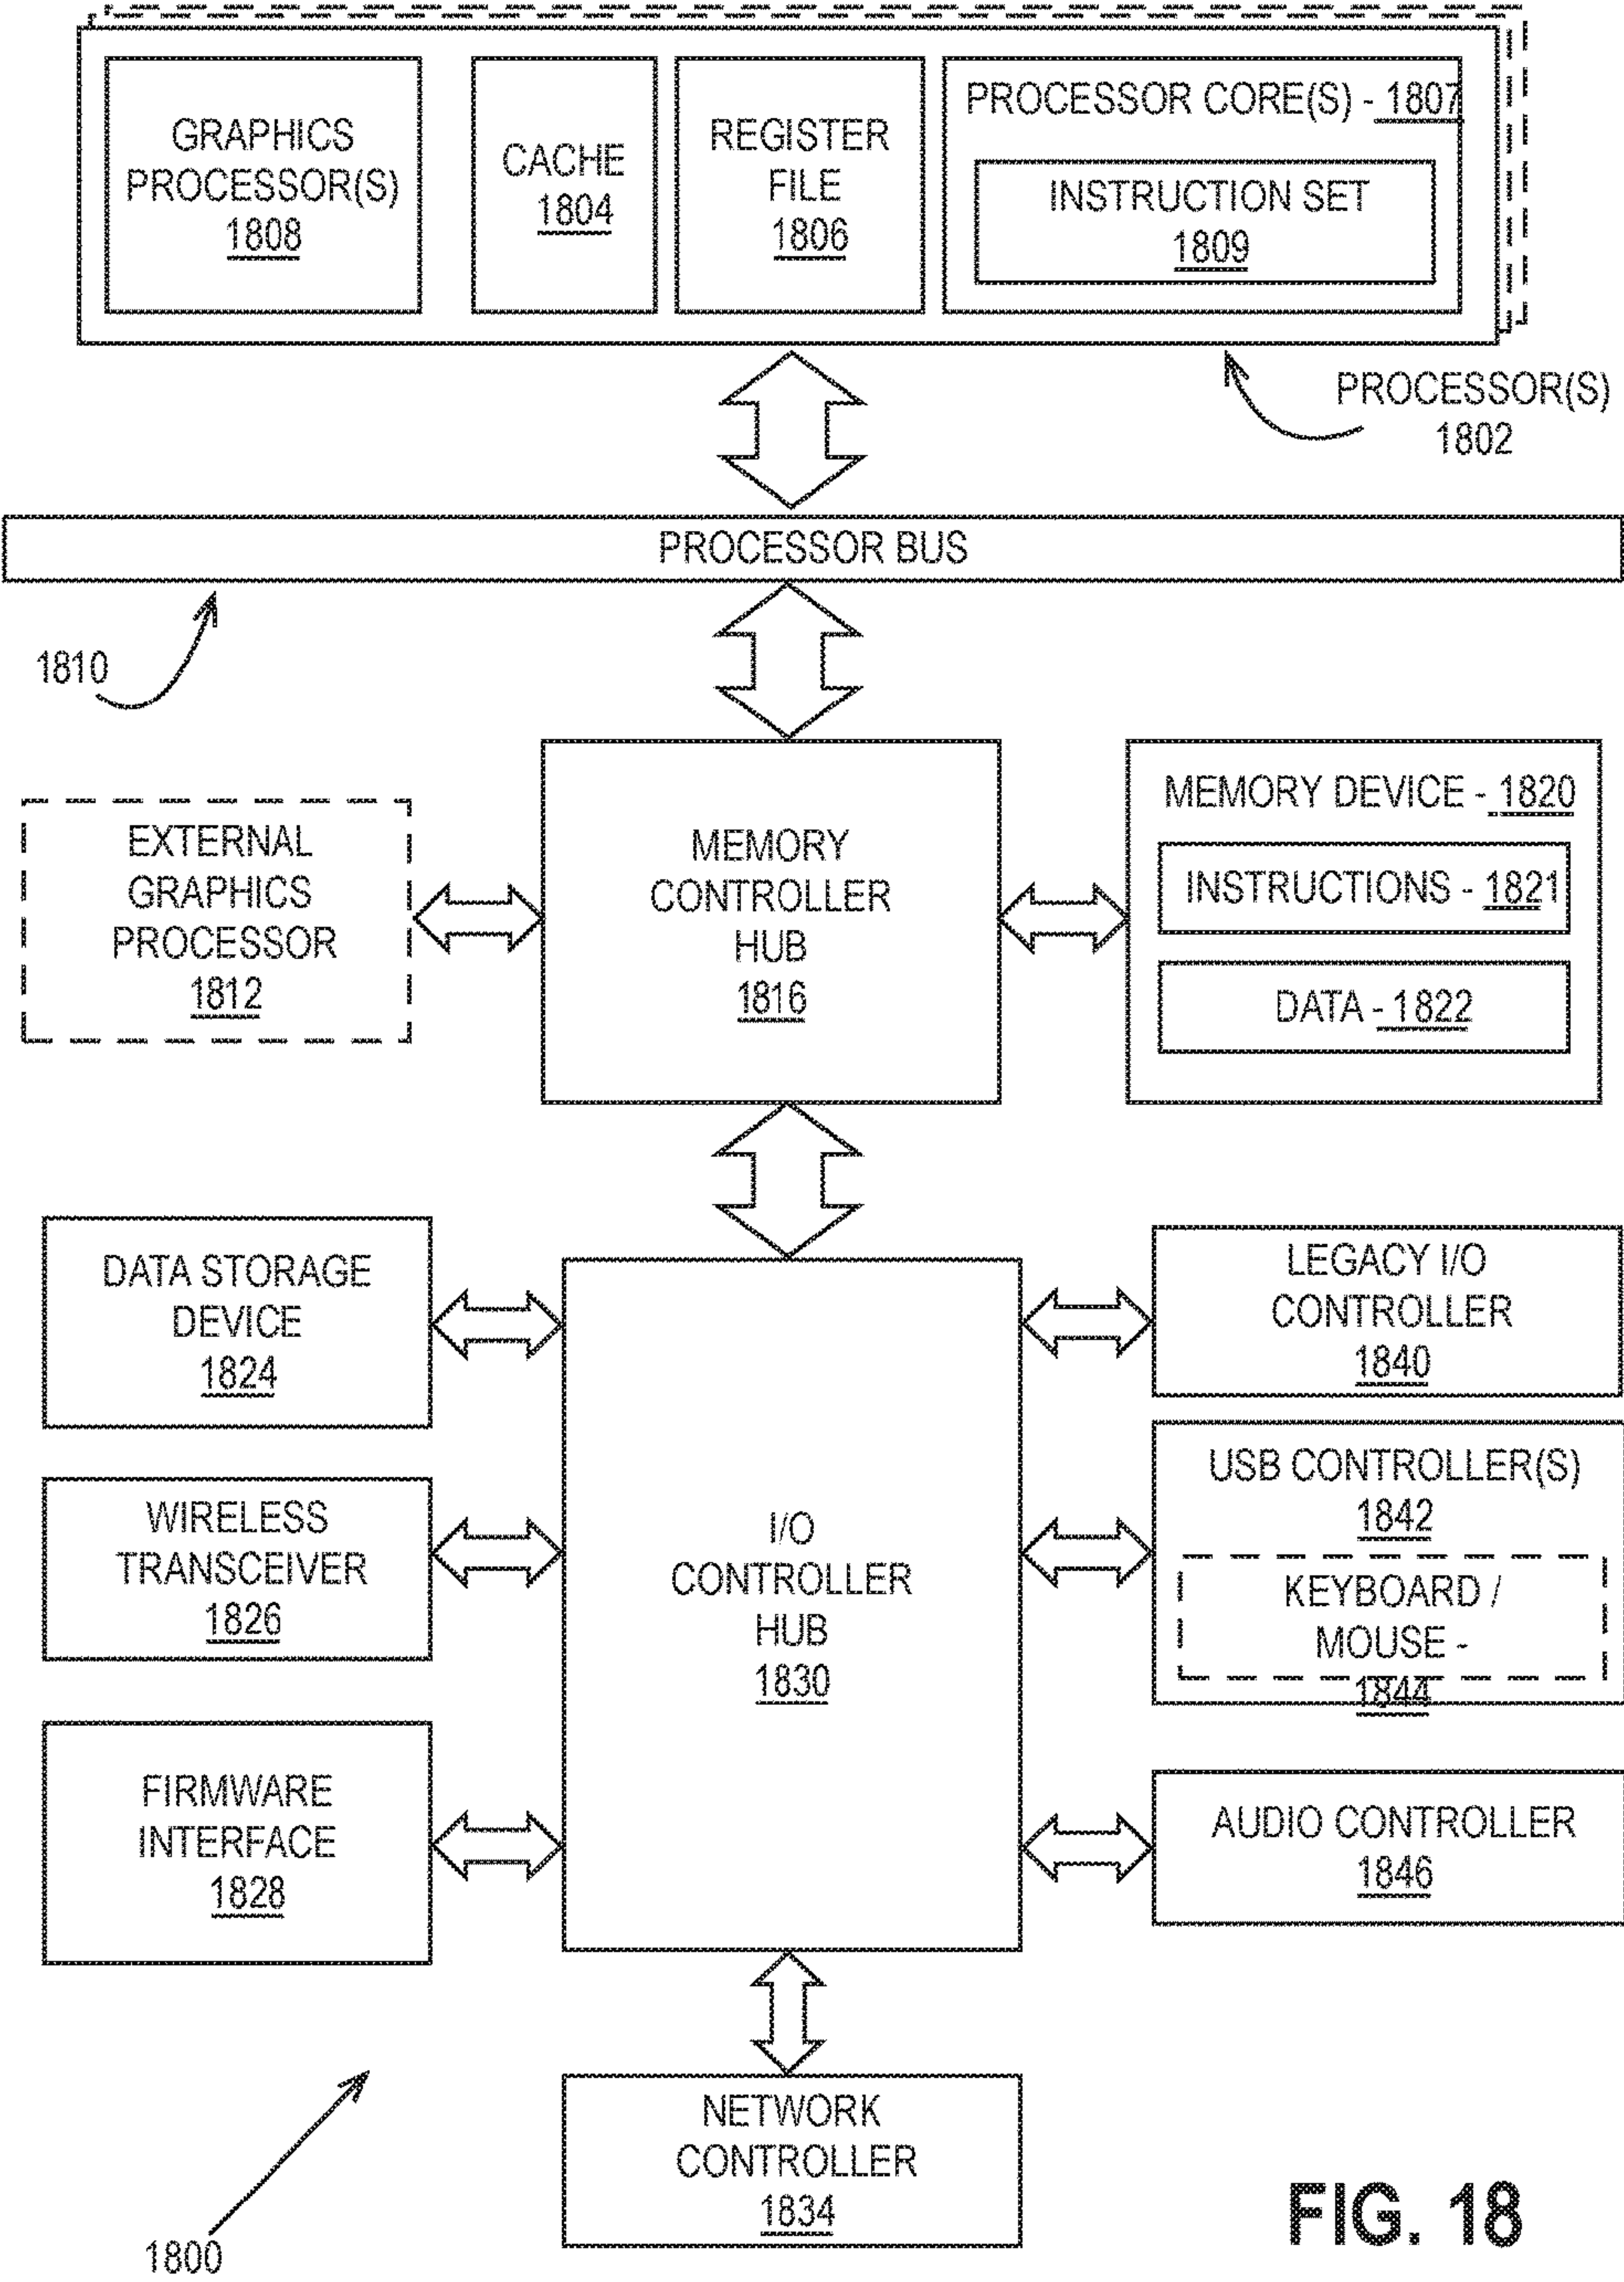 GRAPHICS
PROCESSOR(S)
1808
CACHE
1804
REGISTER
FILE
1806
PROCESSOR CORE(S) - 1807
INSTRUCTION SET
1809
PROCESSOR(S)
1802
PROCESSOR BUS
1810
EXTERNAL
GRAPHICS
PROCESSOR
1812
MEMORY
CONTROLLER
HUB
1816
MEMORY DEVICE - 1820
INSTRUCTIONS - 1821
DATA - 1822
DATA STORAGE
DEVICE
1824
WIRELESS
TRANSCEIVER
1826
FIRMWARE
INTERFACE
1828
I/O
CONTROLLER
HUB
1830
LEGACY I/O
CONTROLLER
1840
USB CONTROLLER(S)
1842
KEYBOARD /
MOUSE -
1844
AUDIO CONTROLLER
1846
NETWORK
CONTROLLER
1834
1800
FIG. 18